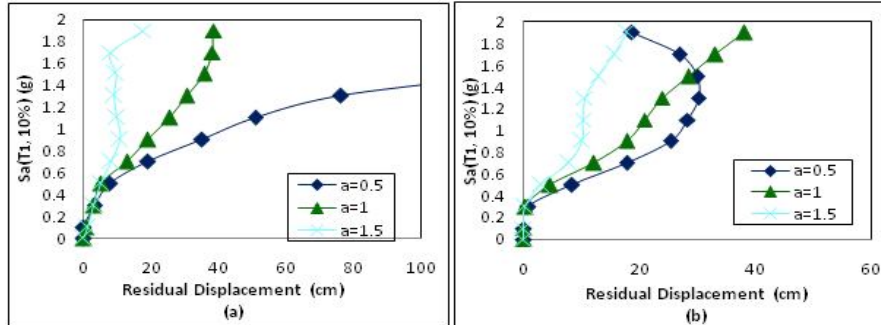 2
1.8
1.6
1.4
1.2
1
0.8
0.6
0.4
0.2
0
Sa(T1, 10%) (g)
a=0.5
a=1
a=1.5
0 20 40 60 80 100
Residual Displacement (cm)
(a)
2
1.8
1.6
1.4
1.2
1
0.8
0.6
0.4
0.2
0
Sa(T1, 10%) (g)
a=0.5
a=1
a=1.5
0 20 40 60
Residual Displacement (cm)
(b)